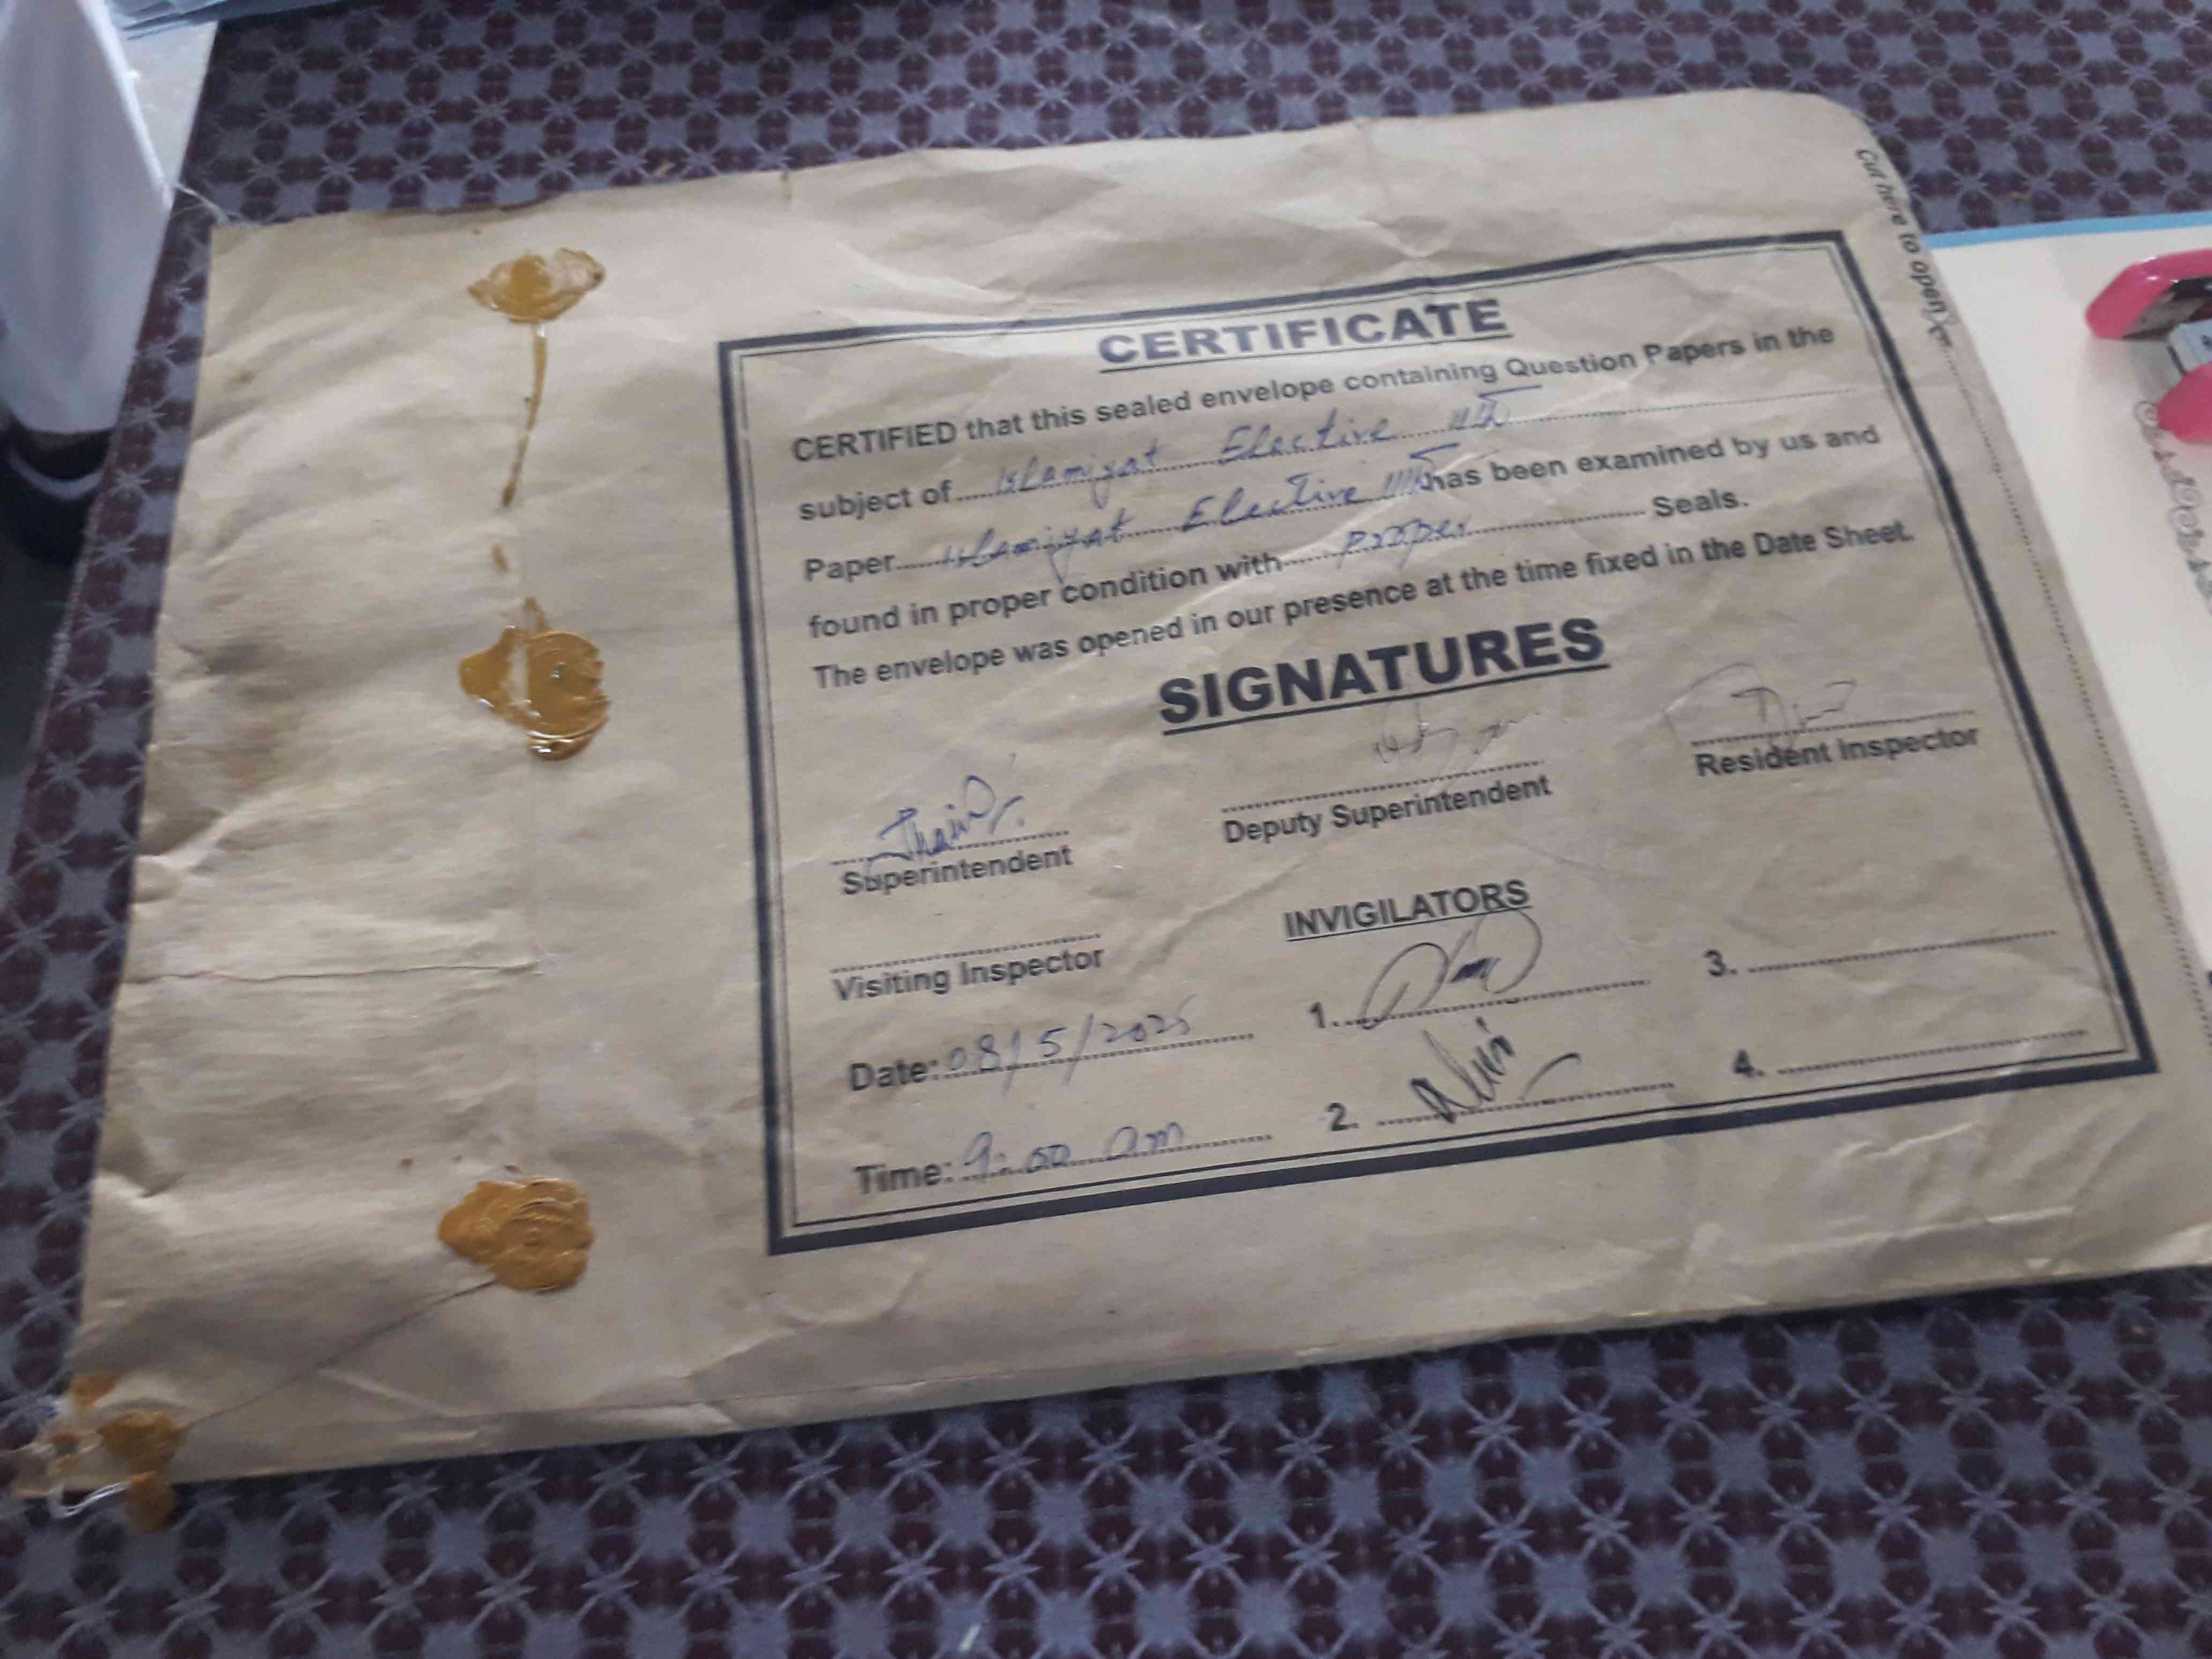 Cut here to open
CERTIFICATE
CERTIFIED that this sealed envelope containing Question Papers in the
subject of Islamiyat Elective 11th
Paper Islamiyat Elective 11th has been examined by us and
found in proper condition with proper Seals.
The envelope was opened in our presence at the time fixed in the Date Sheet.
SIGNATURES
Superintendent
Deputy Superintendent
Resident Inspector
Visiting Inspector
INVIGILATORS
1.
2.
3.
4.
Date: 08/5/2025
Time: 9:00 am